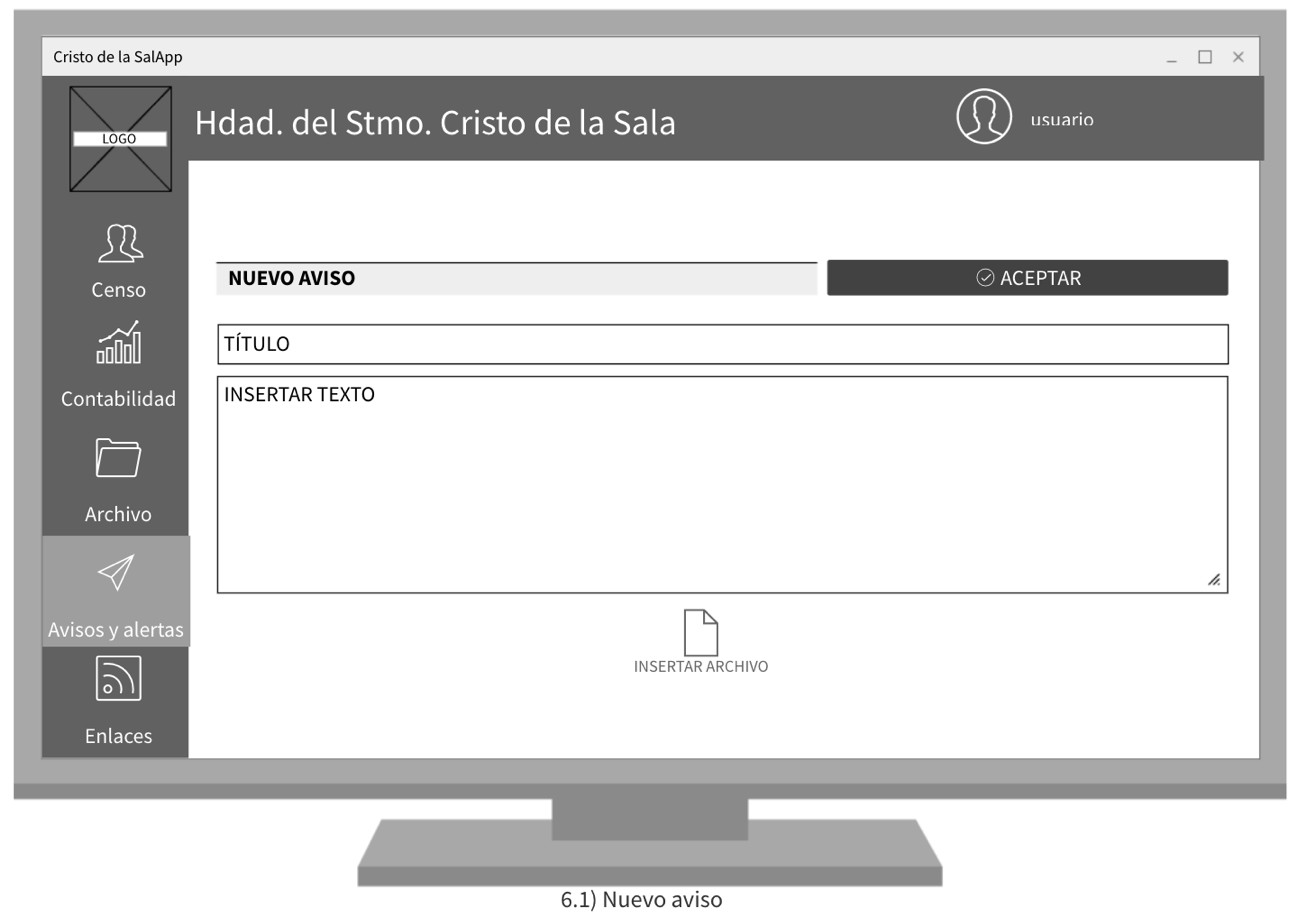 Cristo de la SalApp
LOGO
Hdad. del Stmo. Cristo de la Sala
usuario
Censo
Contabilidad
Archivo
Avisos y alertas
Enlaces
NUEVO AVISO
ACEPTAR
TÍTULO
INSERTAR TEXTO
INSERTAR ARCHIVO
6.1) Nuevo aviso